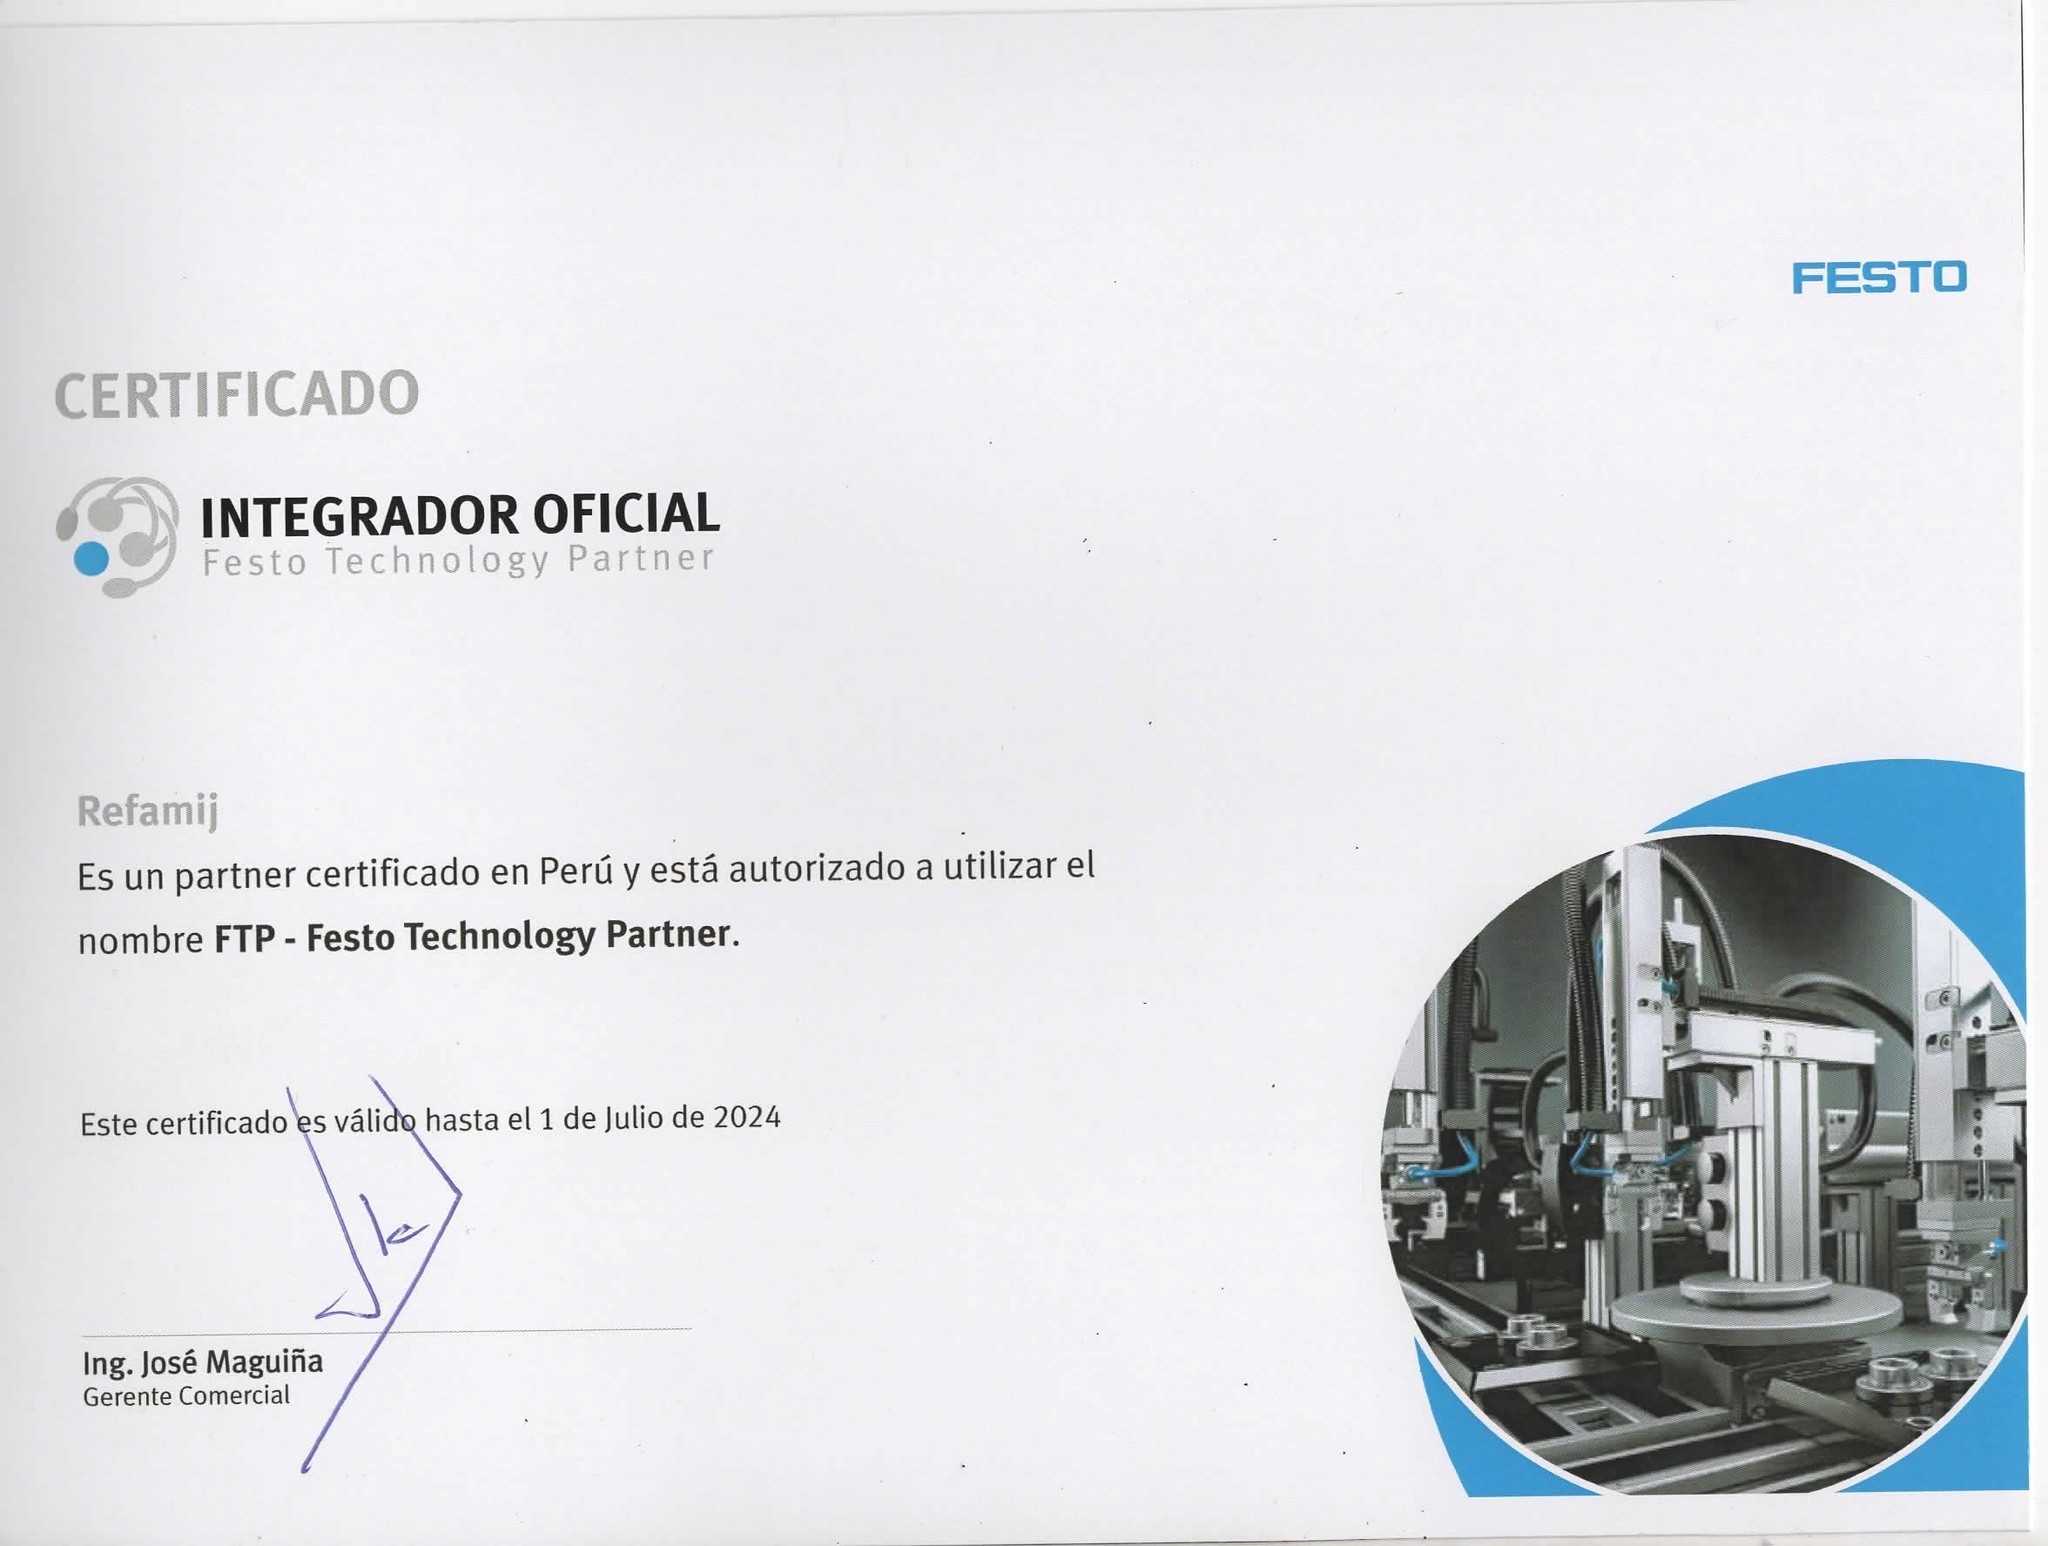 FESTO
CERTIFICADO
INTEGRADOR OFICIAL
Festo Technology Partner
Refamij
Es un partner certificado en Perú y está autorizado a utilizar el
nombre FTP - Festo Technology Partner.
Este certificado es válido hasta el 1 de Julio de 2024
Ing. José Maguiña
Gerente Comercial